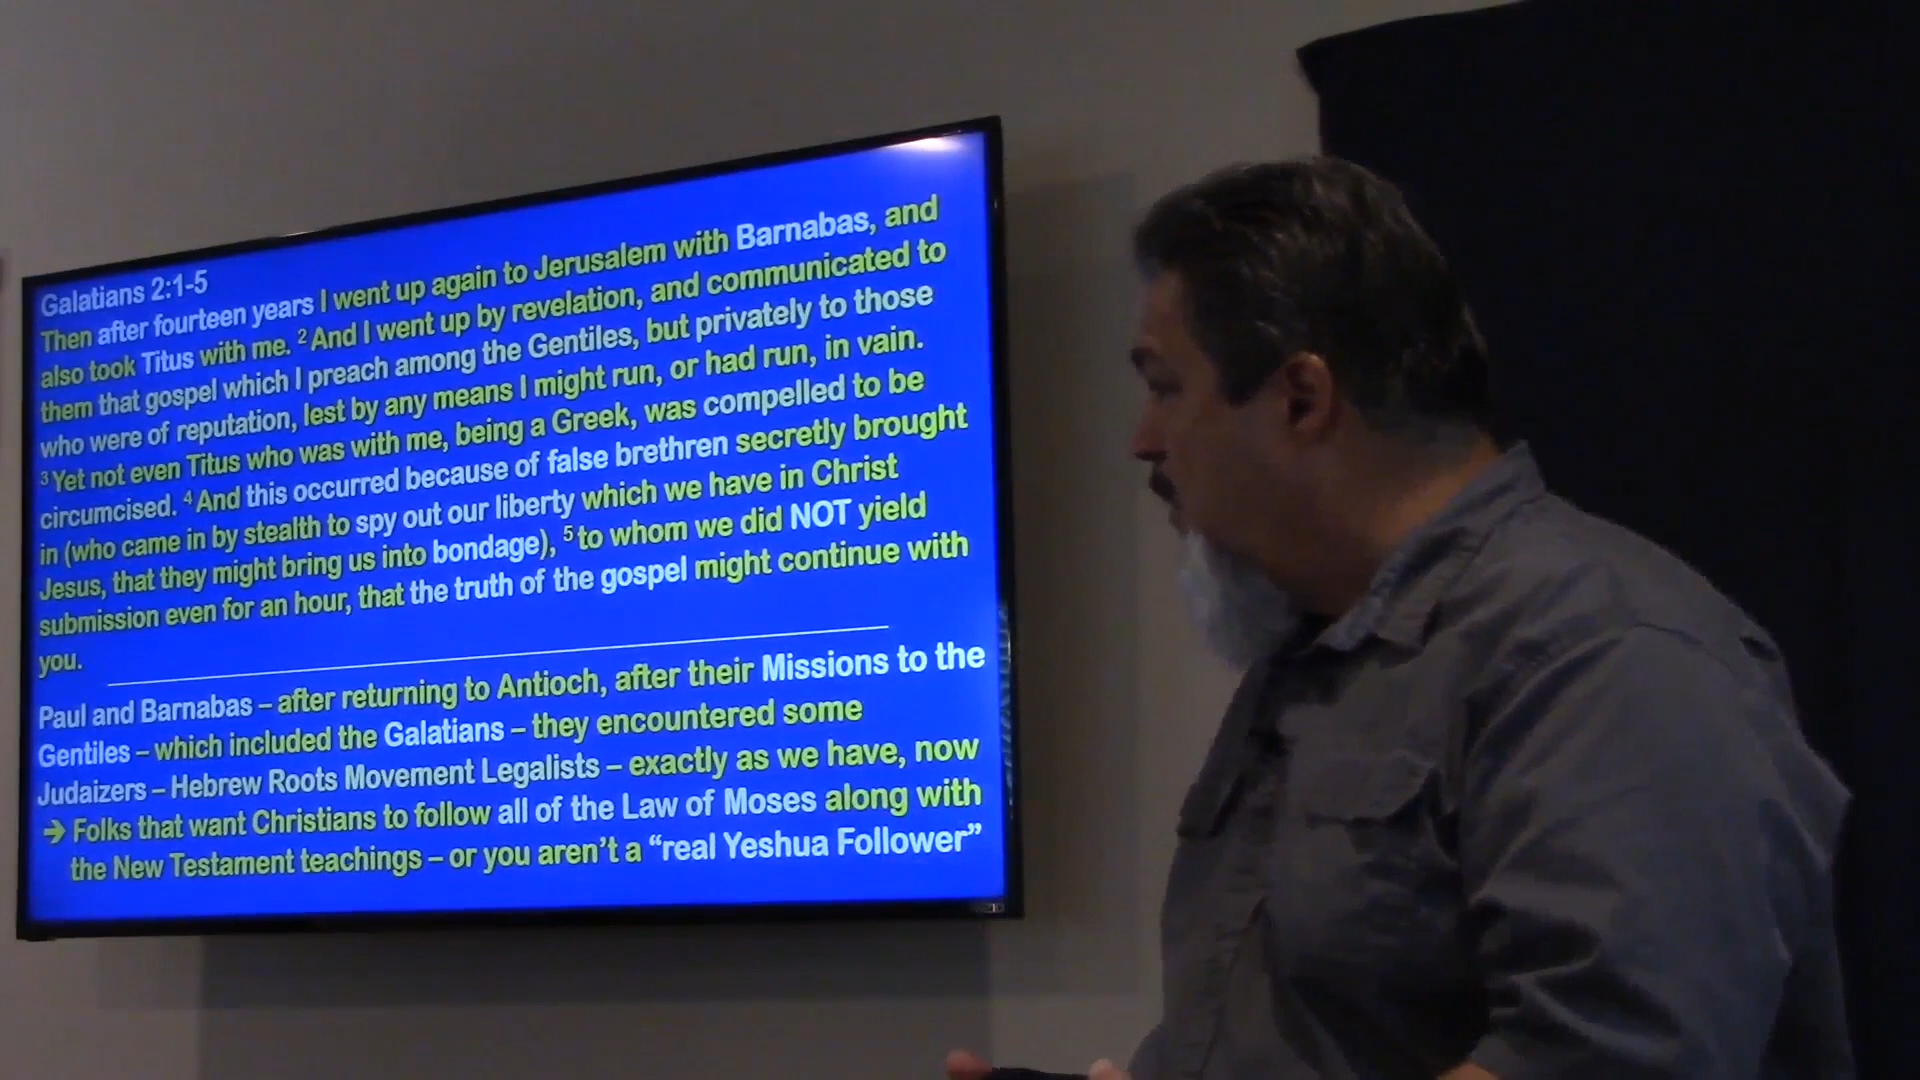 Galatians 2:1-5
Then after fourteen years I went up again to Jerusalem with Barnabas, and
also took Titus with me. 2 And I went up by revelation, and communicated to
them that gospel which I preach among the Gentiles, but privately to those
who were of reputation, lest by any means I might run, or had run, in vain.
3 Yet not even Titus who was with me, being a Greek, was compelled to be
circumcised. 4 And this occurred because of false brethren secretly brought
in (who came in by stealth to spy out our liberty which we have in Christ
Jesus, that they might bring us into bondage), 5 to whom we did NOT yield
submission even for an hour, that the truth of the gospel might continue with
you.
Paul and Barnabas – after returning to Antioch, after their Missions to the
Gentiles – which included the Galatians – they encountered some
Judaizers – Hebrew Roots Movement Legalists – exactly as we have, now
→ Folks that want Christians to follow all of the Law of Moses along with
the New Testament teachings – or you aren't a “real Yeshua Follower”